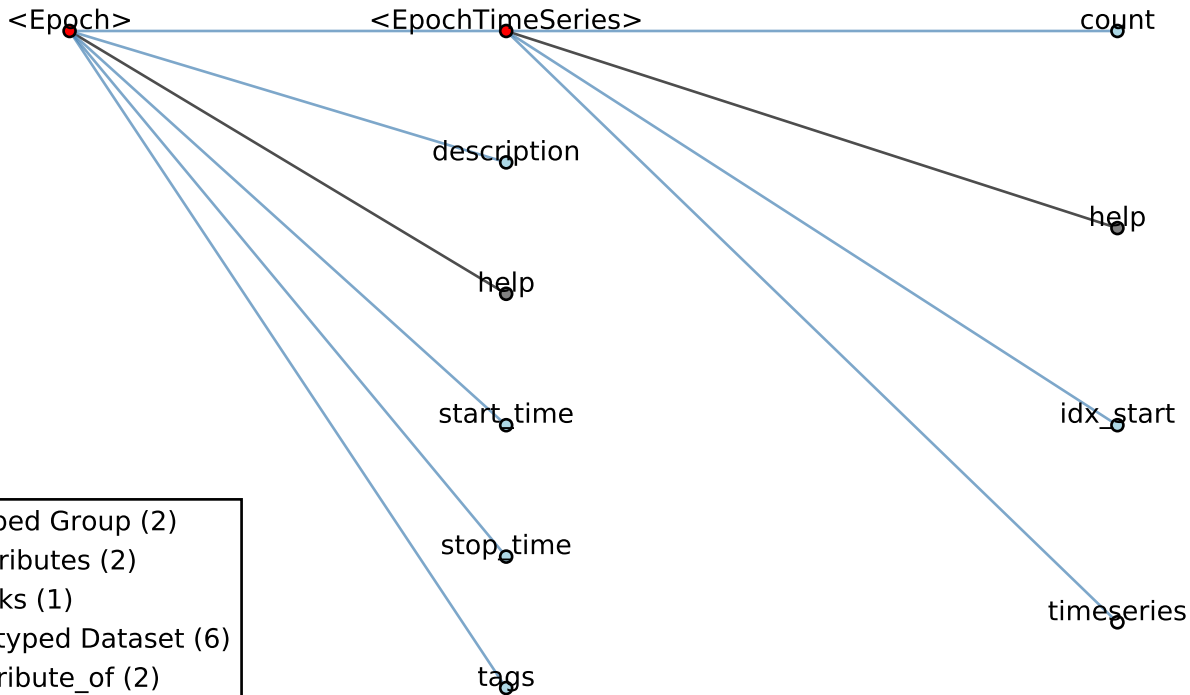 <Epoch>
<EpochTimeSeries>
count
description
help
help
start_time
idx_start
stop_time
timeseries
tags
ped Group (2)
ributes (2)
ks (1)
typed Dataset (6)
ribute_of (2)